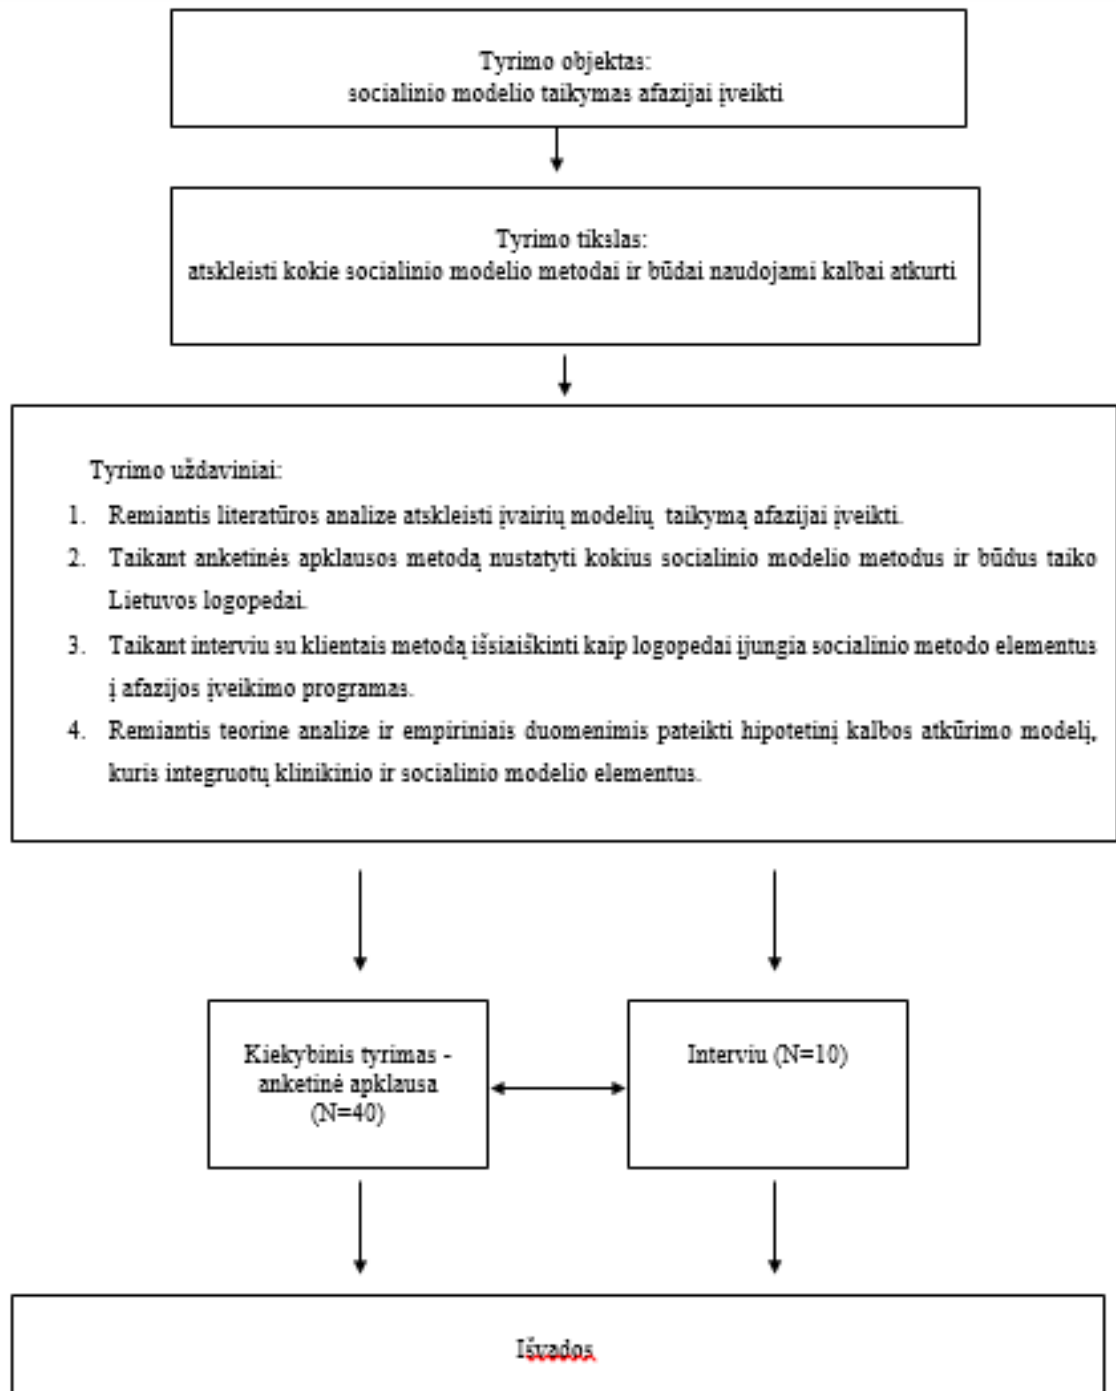 Tyrimo objektas:
socialinio modelio taikymas afazijai įveikti
Tyrimo tikslas:
atskleisti kokie socialinio modelio metodai ir būdai naudojami kalbai atkurti
Tyrimo uždaviniai:
1. Remiantis literatūros analize atskleisti įvairių modelių taikymą afazijai įveikti.
2. Taikant anketinės apklausos metodą nustatyti kokius socialinio modelio metodus ir būdus taiko
Lietuvos logopedai.
3. Taikant interviu su klientais metodą išsiaiškinti kaip logopedai ijungia socialinio metodo elementus
į afazijos įveikimo programas.
4. Remiantis teorine analize ir empiriniais duomenimis pateikti hipotetinį kalbos atkūrimo modelį,
kuris integruotų klinikinio ir socialinio modelio elementus.
Kiekybinis tyrimas -
anketinė apklausa
(N=40)
Interviu (N=10)
Išvados